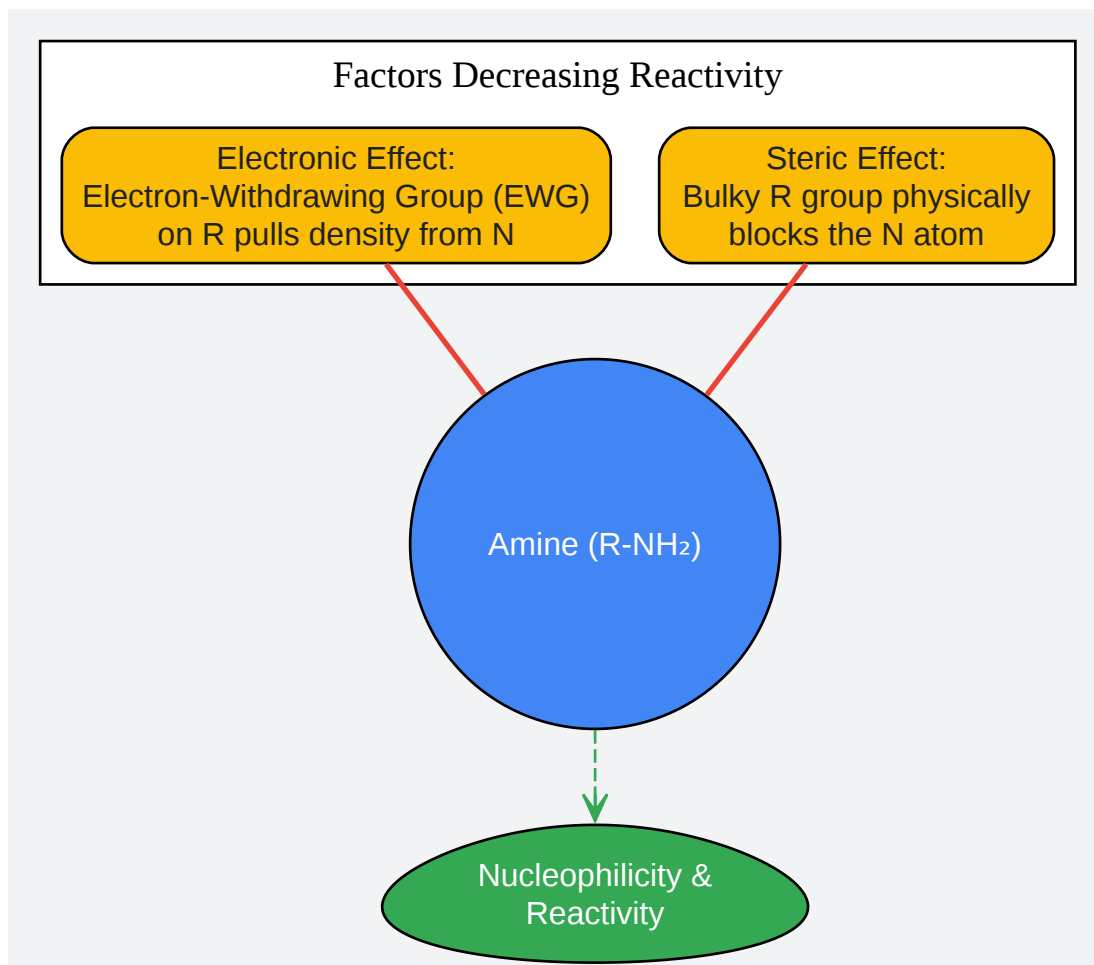 Factors Decreasing Reactivity
Electronic Effect:
Electron-Withdrawing Group (EWG)
on R pulls density from N
Steric Effect:
Bulky R group physically
blocks the N atom
Amine (R-NH₂)
Nucleophilicity &
Reactivity